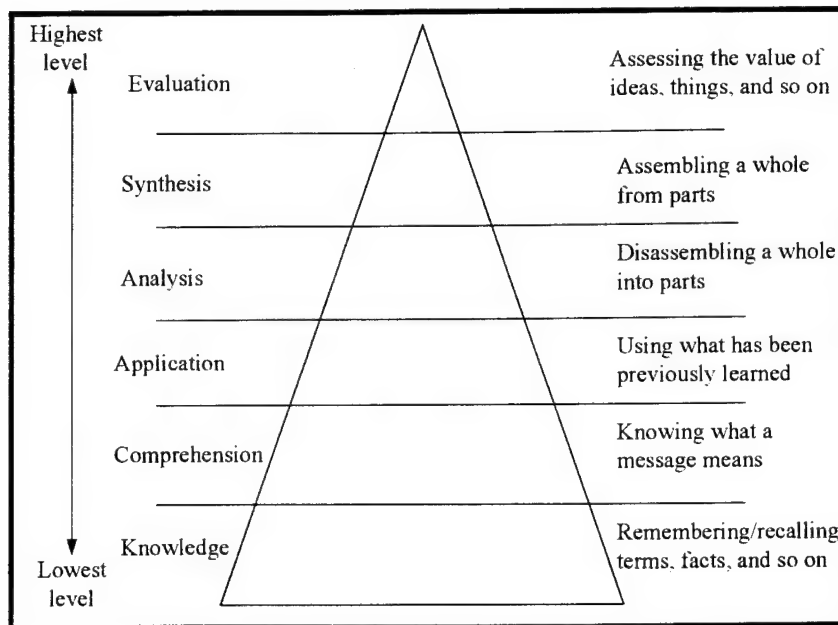 Highest
level
Evaluation
Assessing the value of
ideas, things, and so on
Synthesis
Assembling a whole
from parts
Analysis
Disassembling a whole
into parts
Application
Using what has been
previously learned
Comprehension
Knowing what a
message means
Knowledge
Remembering/recalling
terms, facts, and so on
Lowest
level